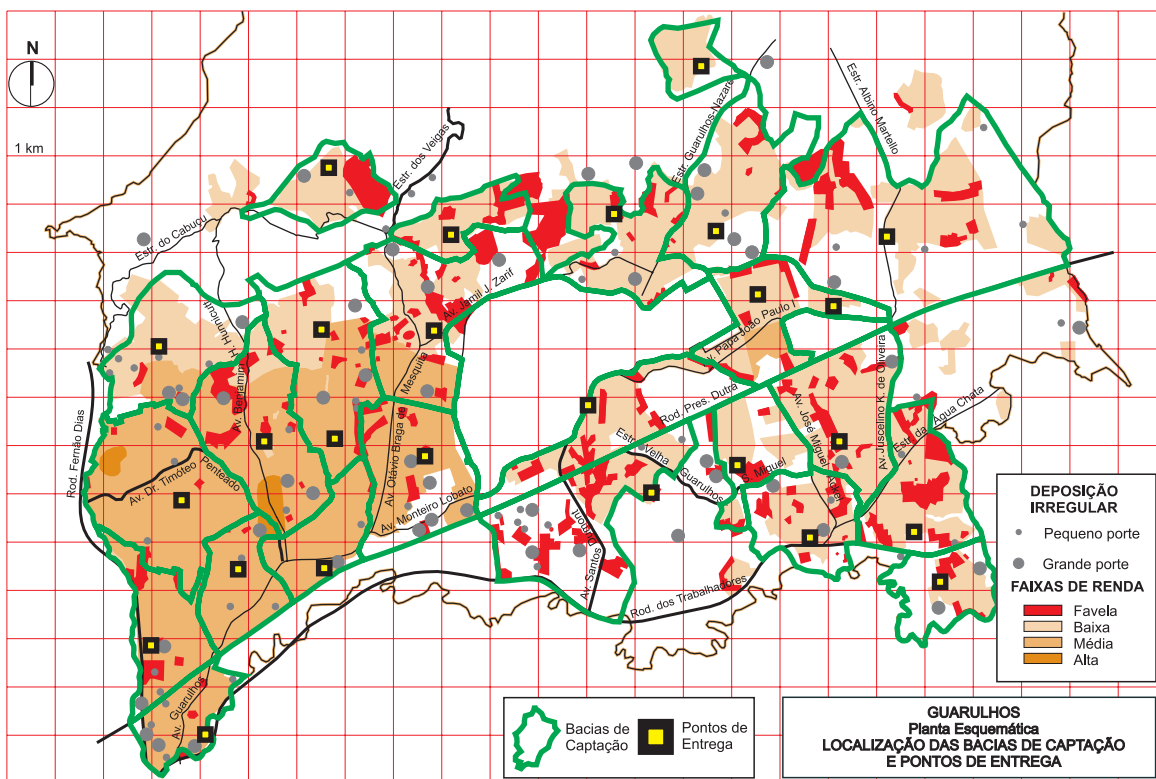 N
1 km
Estr. do Cabuçu
Estr. dos Veigas
Estr. Guarulhos-Nazaré
Estr. Albino Martello
H. Hunnicutt
Av. Benjamin
Av. Jamil J. Zarif
Av. Otávio Braga de Mesquita
Av. Papa João Paulo I
Rod. Pres. Dutra
Av. Juscelino K. de Oliveira
Estr. da Água Chata
Rod. Fernão Dias
Av. Dr. Timóteo Penteado
Av. Monteiro Lobato
Estr. Velha Guarulhos
S. Miguel
Av. José Miguel Ackel
Av. Santos Dumont
Rod. dos Trabalhadores
Av. Guarulhos
DEPOSIÇÃO
IRREGULAR
Pequeno porte
Grande porte
FAIXAS DE RENDA
Favela
Baixa
Média
Alta
Bacias de
Captação
Pontos de
Entrega
GUARULHOS
Planta Esquemática
LOCALIZAÇÃO DAS BACIAS DE CAPTAÇÃO
E PONTOS DE ENTREGA